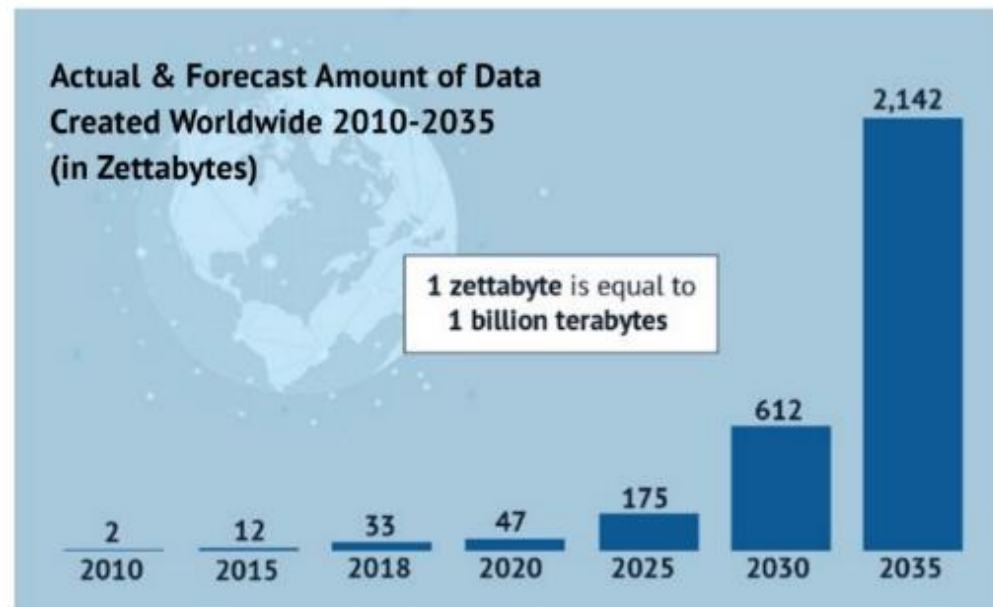 Actual & Forecast Amount of Data
Created Worldwide 2010-2035
(in Zettabytes)
1 zettabyte is equal to
1 billion terabytes
2
12
33
47
175
612
2,142
2010
2015
2018
2020
2025
2030
2035